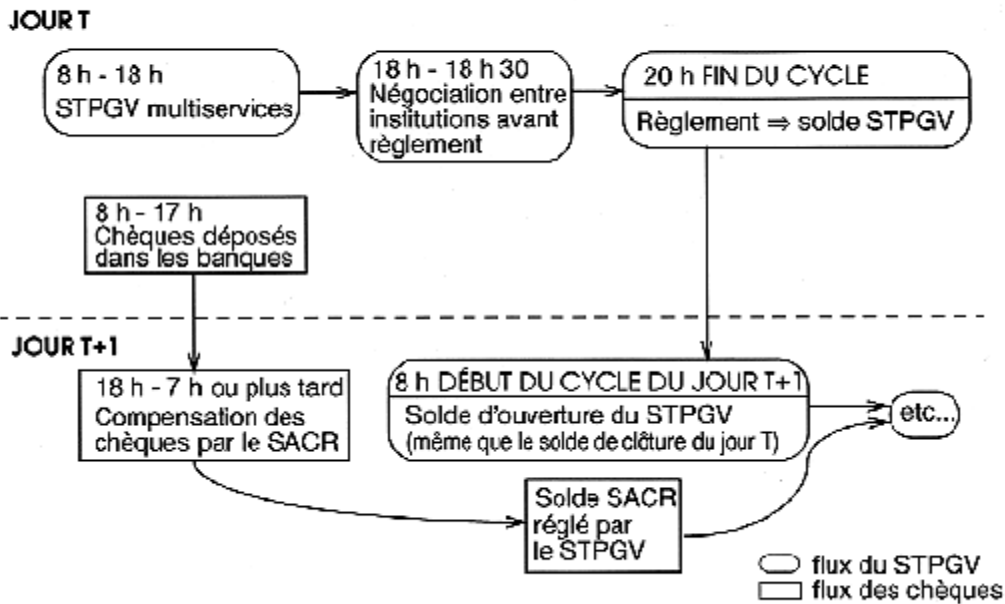 JOUR T
8 h - 18 h
STPGV multiservices
18 h - 18 h 30
Négociation entre
institutions avant
règlement
20 h FIN DU CYCLE
Règlement ⇒ solde STPGV
8 h - 17 h
Chèques déposés
dans les banques
JOUR T+1
18 h - 7 h ou plus tard
Compensation des
chèques par le SACR
8 h DÉBUT DU CYCLE DU JOUR T+1
Solde d'ouverture du STPGV
(même que le solde de clôture du jour T)
etc...
Solde SACR
réglé par
le STPGV
flux du STPGV
flux des chèques